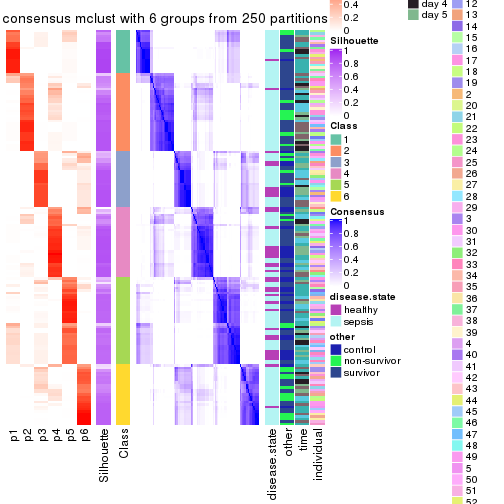 consensus mclust with 6 groups from 250 partitions
0.4
0.2
0
Silhouette
1
0.8
0.6
0.4
0.2
0
Class
1
2
3
4
5
6
Consensus
1
0.8
0.6
0.4
0.2
0
disease.state
healthy
sepsis
other
control
non-survivor
survivor
day 4
day 5
12
13
14
15
16
17
18
19
2
20
21
22
23
24
25
26
27
28
29
3
30
31
32
33
34
35
36
37
38
39
4
40
41
42
43
44
45
46
47
48
49
5
50
51
52
p1
p2
p3
p4
p5
p6
Silhouette
Class
disease.state
other
time
individual